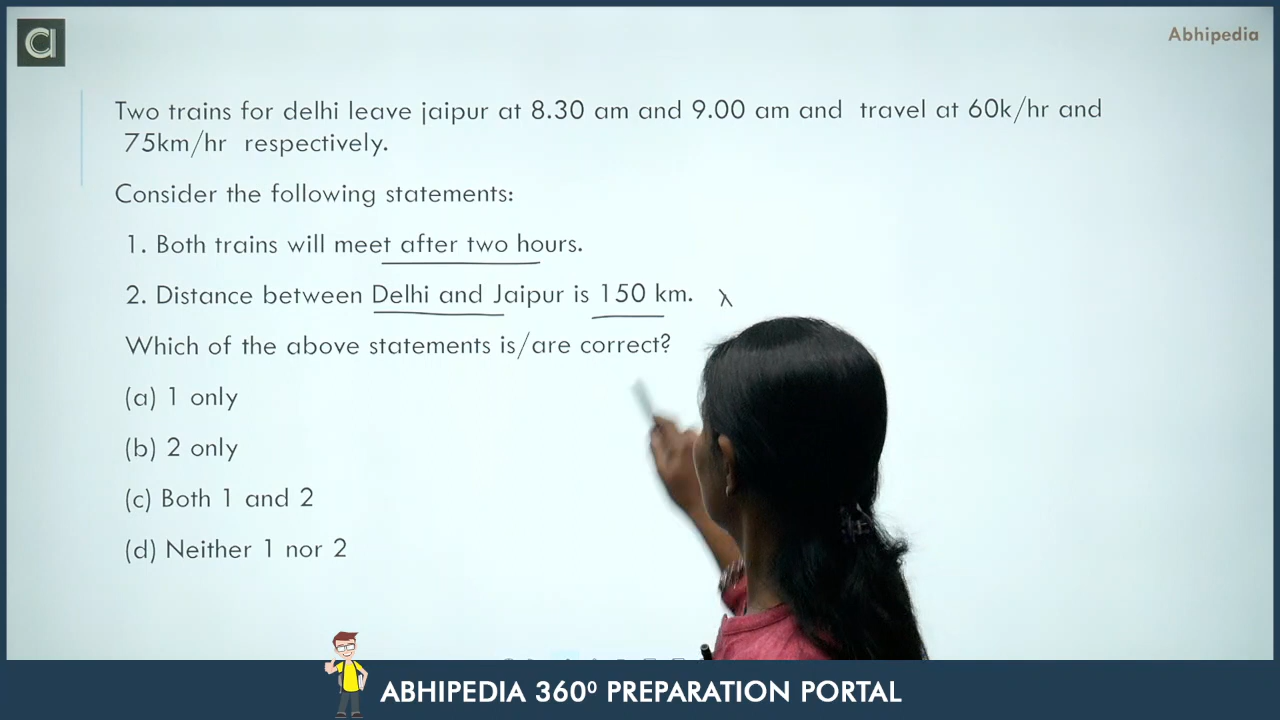 Abhipedia
Two trains for delhi leave jaipur at 8.30 am and 9.00 am and travel at 60k/hr and
75km/hr respectively.
Consider the following statements:
1. Both trains will meet after two hours.
2. Distance between Delhi and Jaipur is 150 km.
Which of the above statements is/are correct?
(a) 1 only
(b) 2 only
(c) Both 1 and 2
(d) Neither 1 nor 2
ABHIPEDIA 360⁰ PREPARATION PORTAL